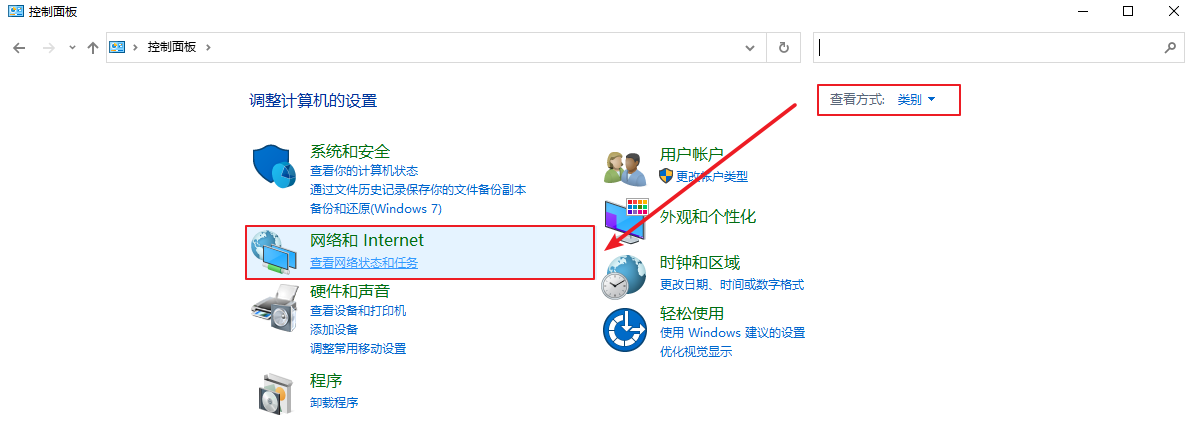 控制面板
控制面板
调整计算机的设置
查看方式: 类别
系统和安全
查看你的计算机状态
通过文件历史记录保存你的文件备份副本
备份和还原(Windows 7)
网络和 Internet
查看网络状态和任务
硬件和声音
查看设备和打印机
添加设备
调整常用移动设置
程序
卸载程序
用户帐户
更改帐户类型
外观和个性化
时钟和区域
更改日期、时间或数字格式
轻松使用
使用 Windows 建议的设置
优化视觉显示